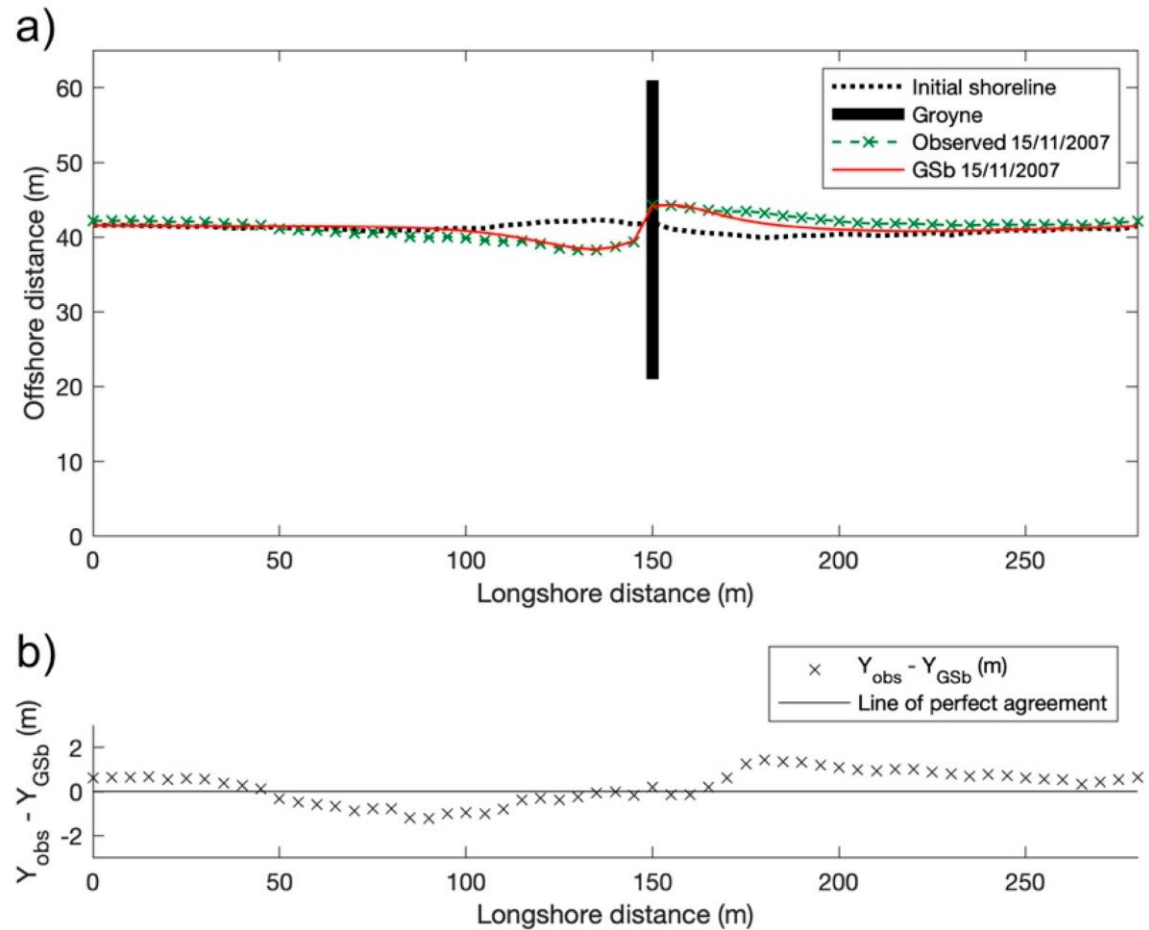 a)
60
50
40
30
20
10
0
Offshore distance (m)
Initial shoreline
Groyne
Observed 15/11/2007
GSb 15/11/2007
0 50 100 150 200 250
Longshore distance (m)
b)
Y_obs - Y_GSb (m)
Line of perfect agreement
Y_obs - Y_GSb (m)
2
0
-2
0 50 100 150 200 250
Longshore distance (m)